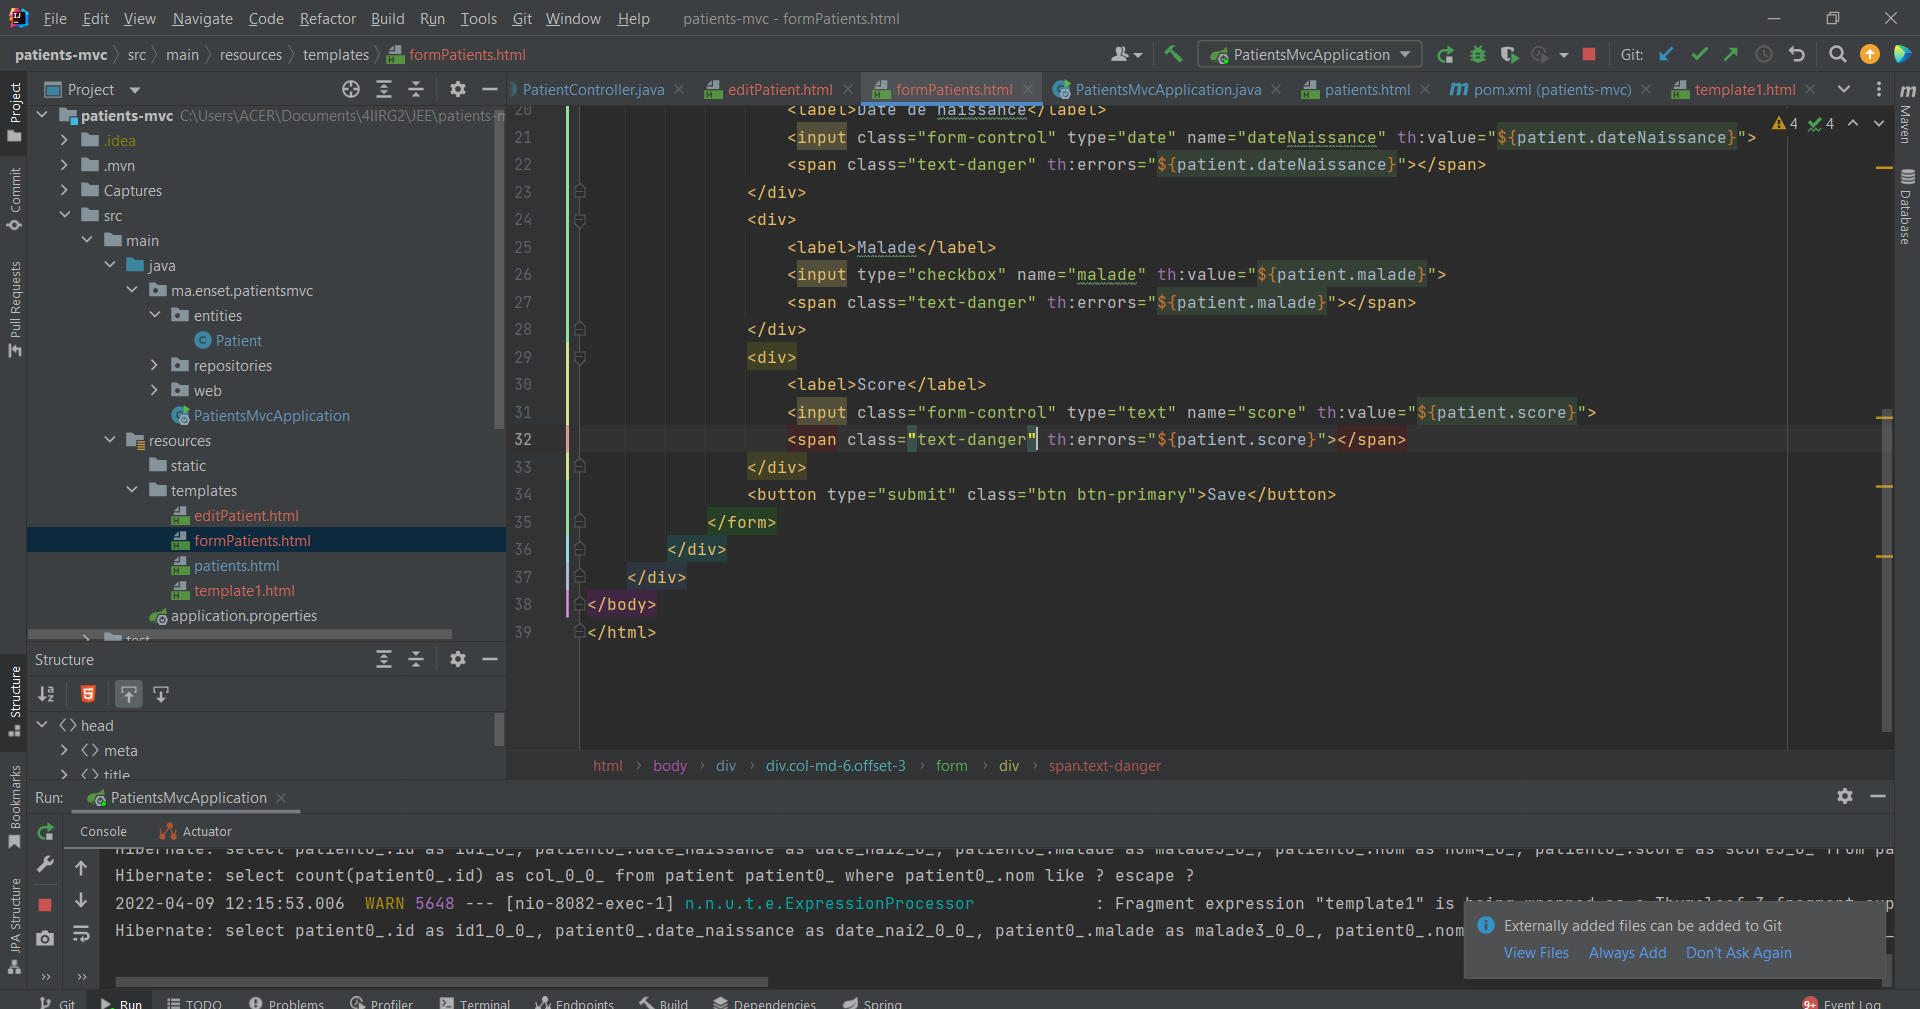 File Edit View Navigate Code Refactor Build Run Tools Git Window Help patients-mvc - formPatients.html
patients-mvc src main resources templates formPatients.html PatientsMvcApplication Git:
Project
PatientController.java editPatient.html formPatients.html PatientsMvcApplication.java patients.html pom.xml (patients-mvc) template1.html
patients-mvc C:\Users\ACER\Documents\4IIRG2\JEE\patients-m
.idea
.mvn
Captures
src
main
java
ma.enset.patientsmvc
entities
Patient
repositories
web
PatientsMvcApplication
resources
static
templates
editPatient.html
formPatients.html
patients.html
template1.html
application.properties
test
Project
Commit
Pull Requests
Structure
Bookmarks
JPA Structure
Maven
Database
4 4
20 <label>Date de naissance</label>
21 <input class="form-control" type="date" name="dateNaissance" th:value="${patient.dateNaissance}">
22 <span class="text-danger" th:errors="${patient.dateNaissance}"></span>
23 </div>
24 <div>
25 <label>Malade</label>
26 <input type="checkbox" name="malade" th:value="${patient.malade}">
27 <span class="text-danger" th:errors="${patient.malade}"></span>
28 </div>
29 <div>
30 <label>Score</label>
31 <input class="form-control" type="text" name="score" th:value="${patient.score}">
32 <span class="text-danger" th:errors="${patient.score}"></span>
33 </div>
34 <button type="submit" class="btn btn-primary">Save</button>
35 </form>
36 </div>
37 </div>
38 </body>
39 </html>
Structure
head
meta
title
html body div div.col-md-6.offset-3 form div span.text-danger
Run: PatientsMvcApplication
Console Actuator
Hibernate: select patient0_.id as id1_0_, patient0_.date_naissance as date_nai2_0_, patient0_.malade as malade3_0_, patient0_.nom as nom4_0_, patient0_.score as score5_0_ from pa
Hibernate: select count(patient0_.id) as col_0_0_ from patient patient0_ where patient0_.nom like ? escape ?
2022-04-09 12:15:53.006 WARN 5648 --- [nio-8082-exec-1] n.n.u.t.e.ExpressionProcessor : Fragment expression "template1" is being wrapped as a Thymeleaf 3 fragment exp
Hibernate: select patient0_.id as id1_0_0_, patient0_.date_naissance as date_nai2_0_0_, patient0_.malade as malade3_0_0_, patient0_.nom
Externally added files can be added to Git
View Files Always Add Don't Ask Again
Git Run TODO Problems Profiler Terminal Endpoints Build Dependencies Spring 9+ Event Log